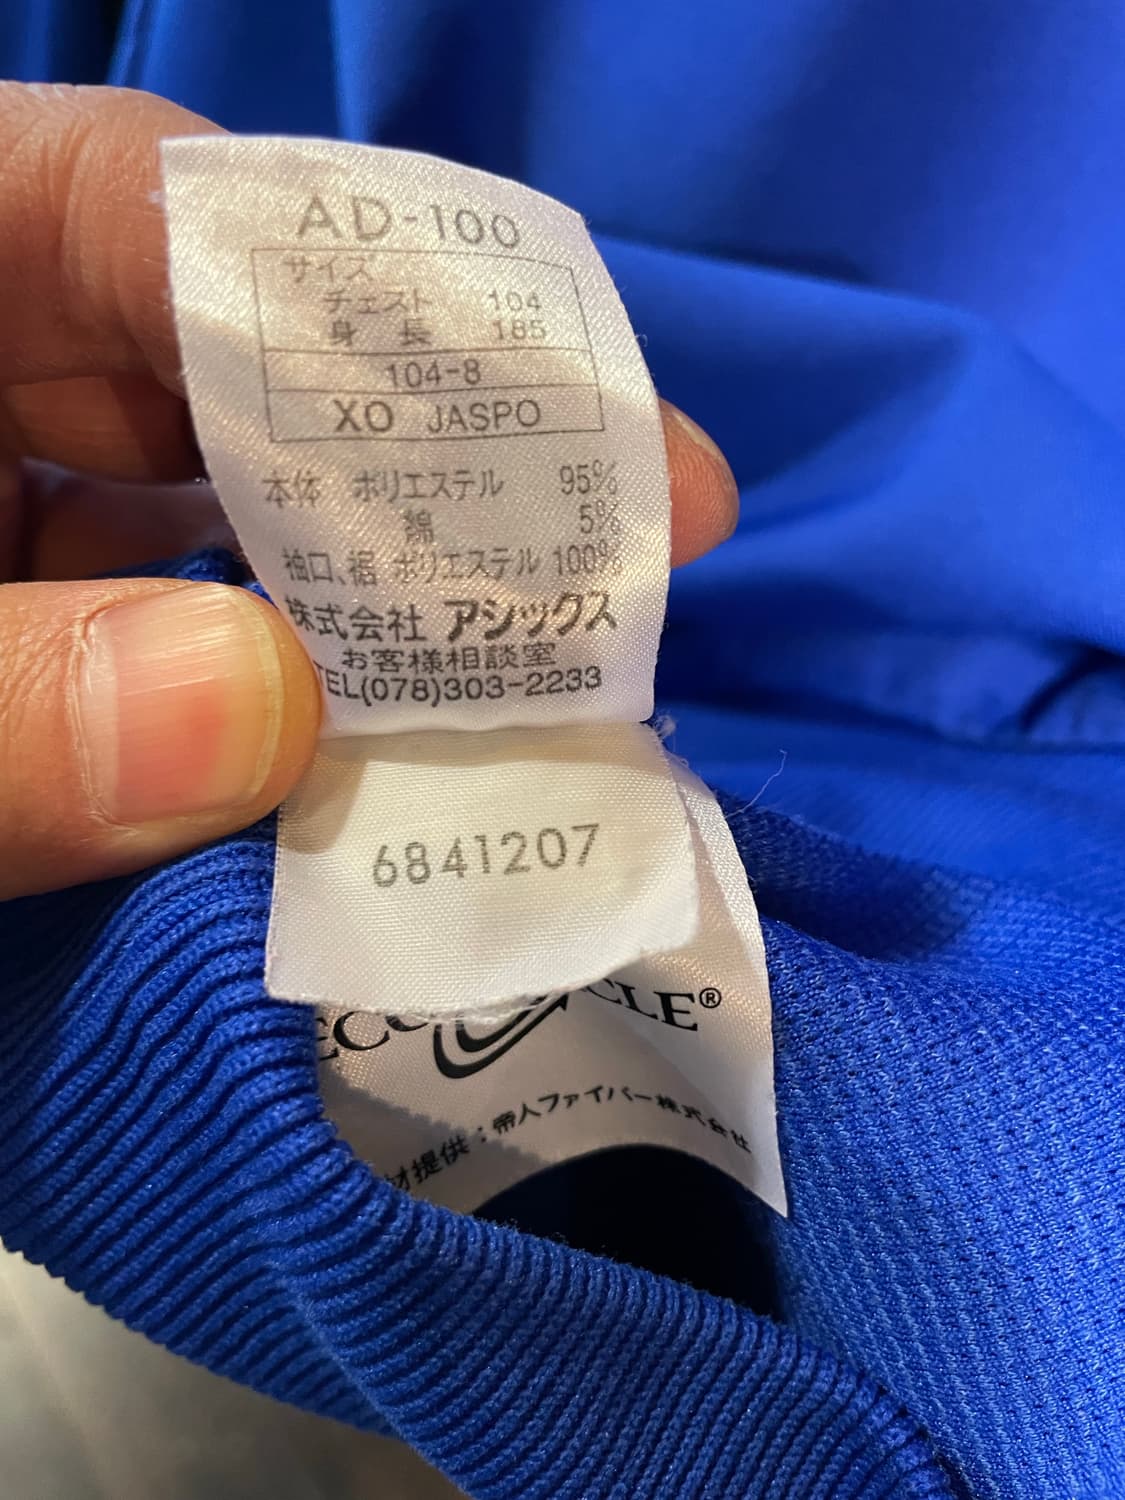 AD-100
サイズ
チェスト 104
身長 185
104-8
XO JASPO
本体 ポリエステル 95%
綿 5%
袖口、裾 ポリエステル 100%
株式会社 アシックス
お客様相談室
TEL(078)303-2233
6841207
材提供:帝人ファイバー株式会社